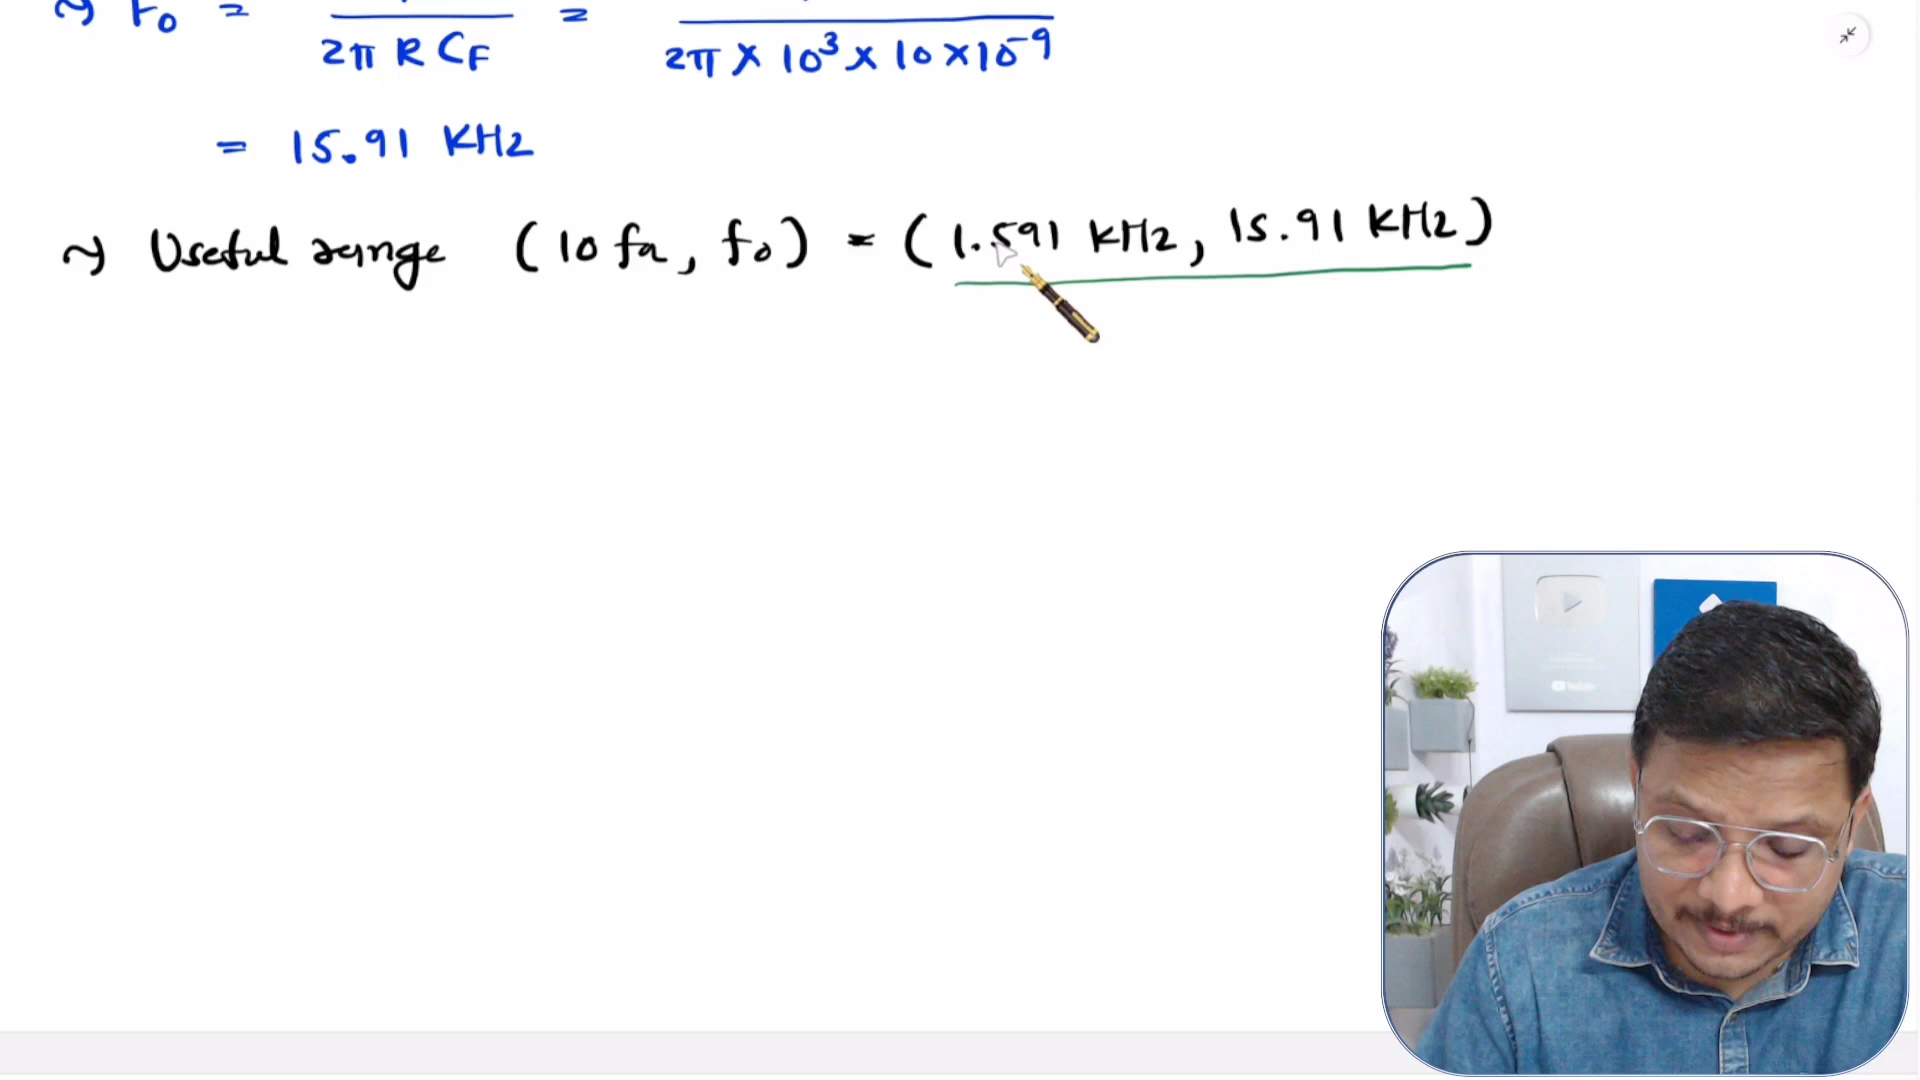 ~) F₀ = ――― = ―――
2π R C_F 2π × 10³ × 10 × 10⁻⁹
= 15.91 KHz
~) Useful range (10 fa, f₀) = (1.591 KHz, 15.91 KHz)
YouTube